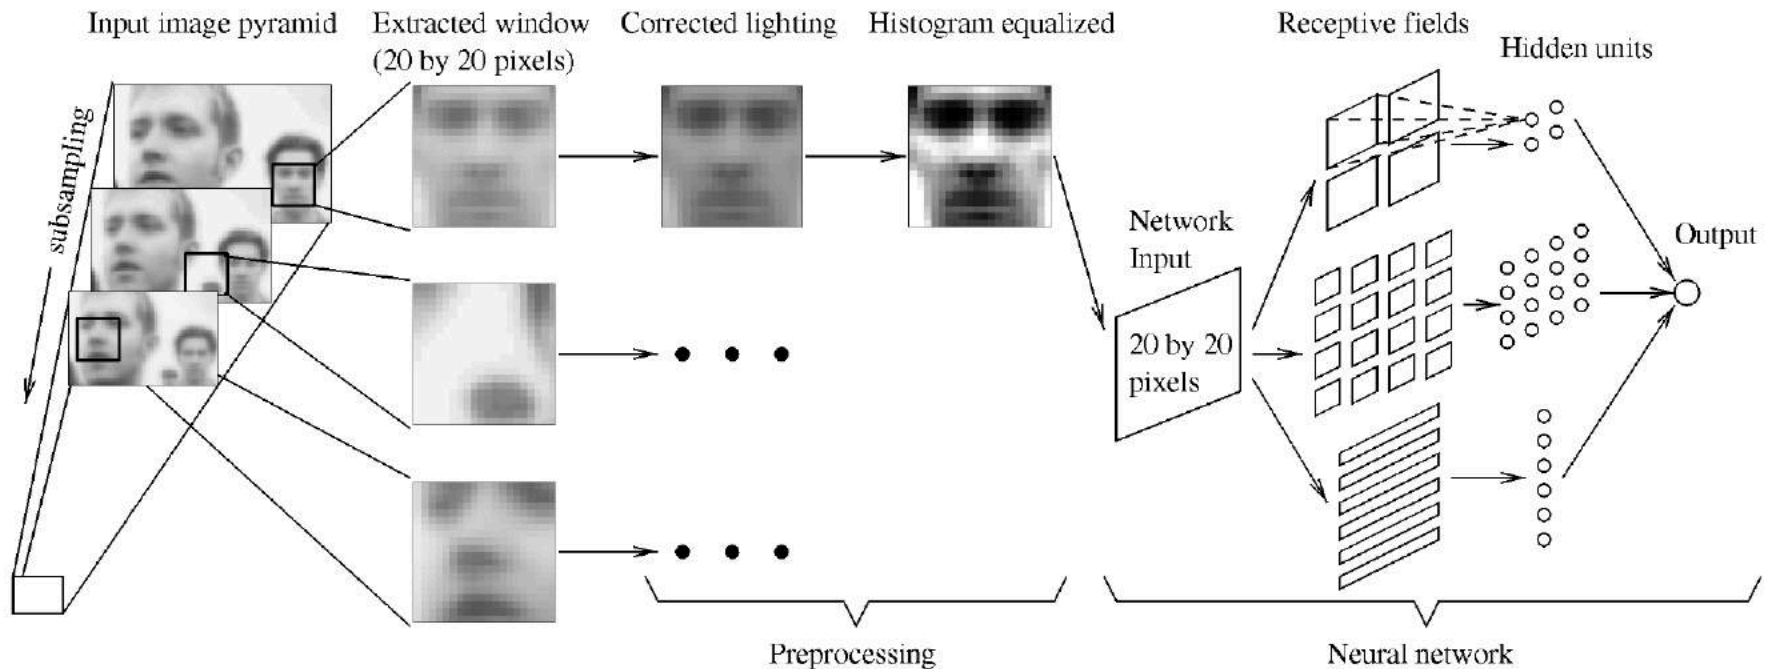 Input image pyramid
Extracted window
(20 by 20 pixels)
Corrected lighting
Histogram equalized
Receptive fields
Hidden units
subsampling
Network
Input
20 by 20
pixels
Output
Preprocessing
Neural network